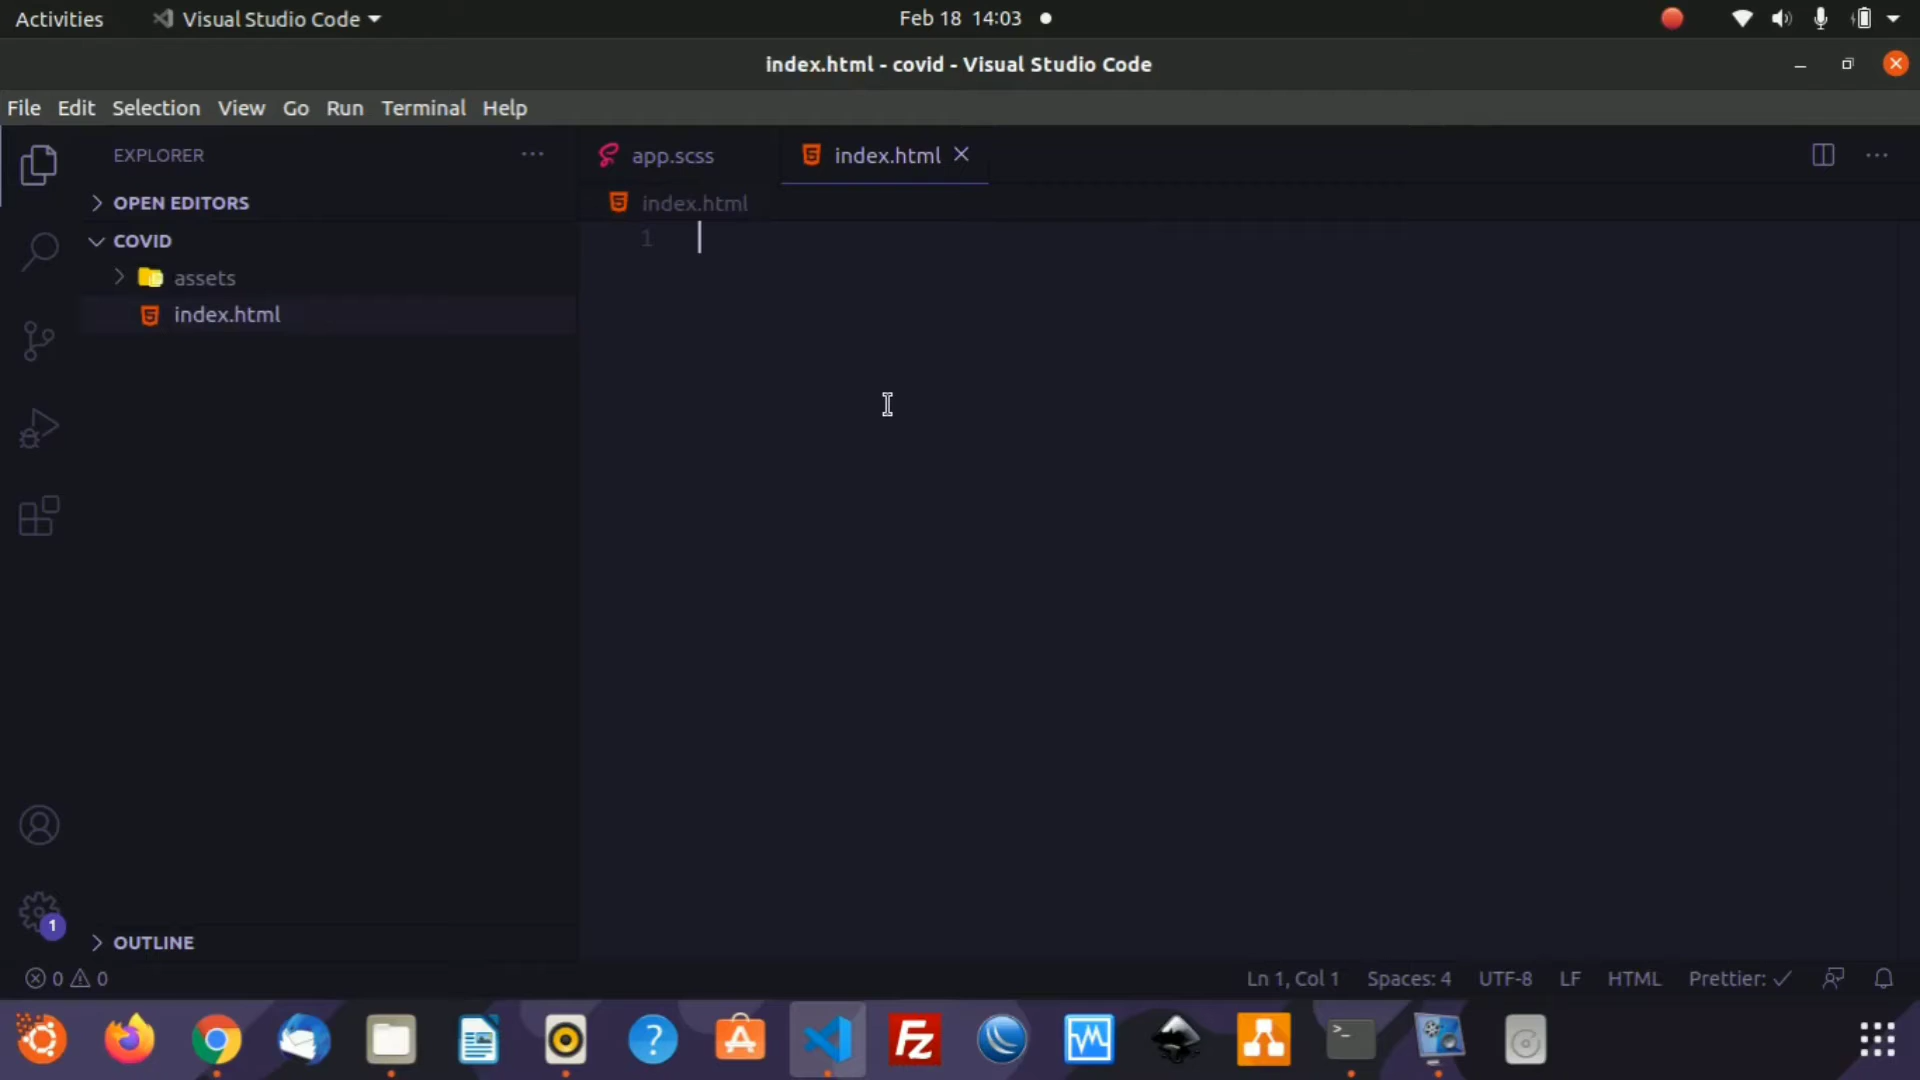 Activities Visual Studio Code Feb 18 14:03
index.html - covid - Visual Studio Code
File Edit Selection View Go Run Terminal Help
EXPLORER
OPEN EDITORS
COVID
assets
index.html
OUTLINE
app.scss index.html
index.html
1
1
0 0 Ln 1, Col 1 Spaces: 4 UTF-8 LF HTML Prettier: